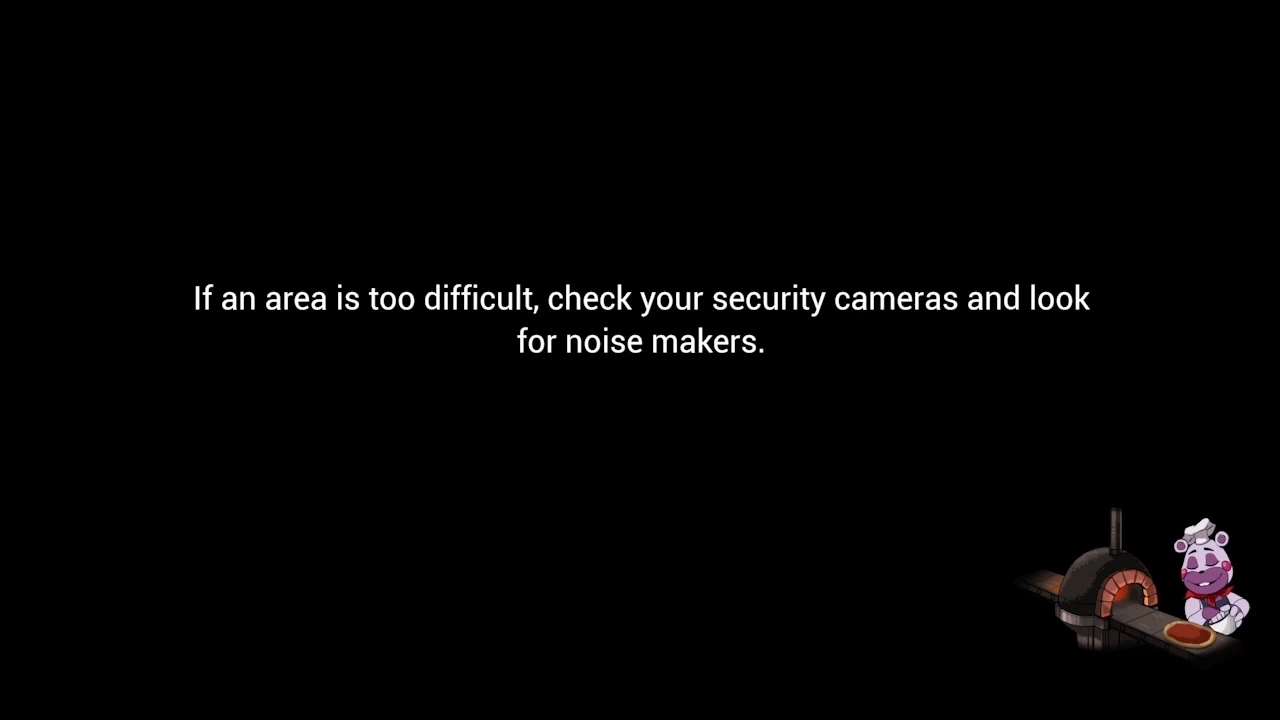 If an area is too difficult, check your security cameras and look
for noise makers.